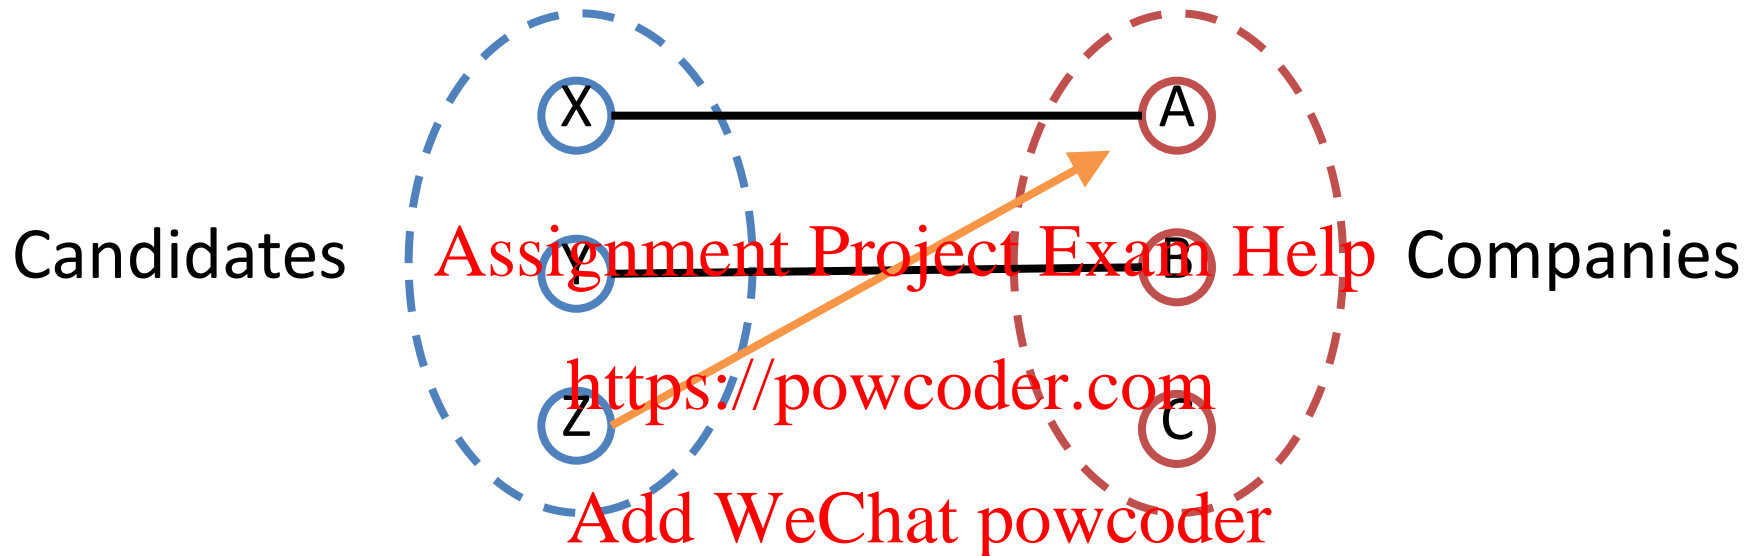 X A
Candidates Y Assignment Project Exam Help B Companies
https://powcoder.com
Z C
Add WeChat powcoder